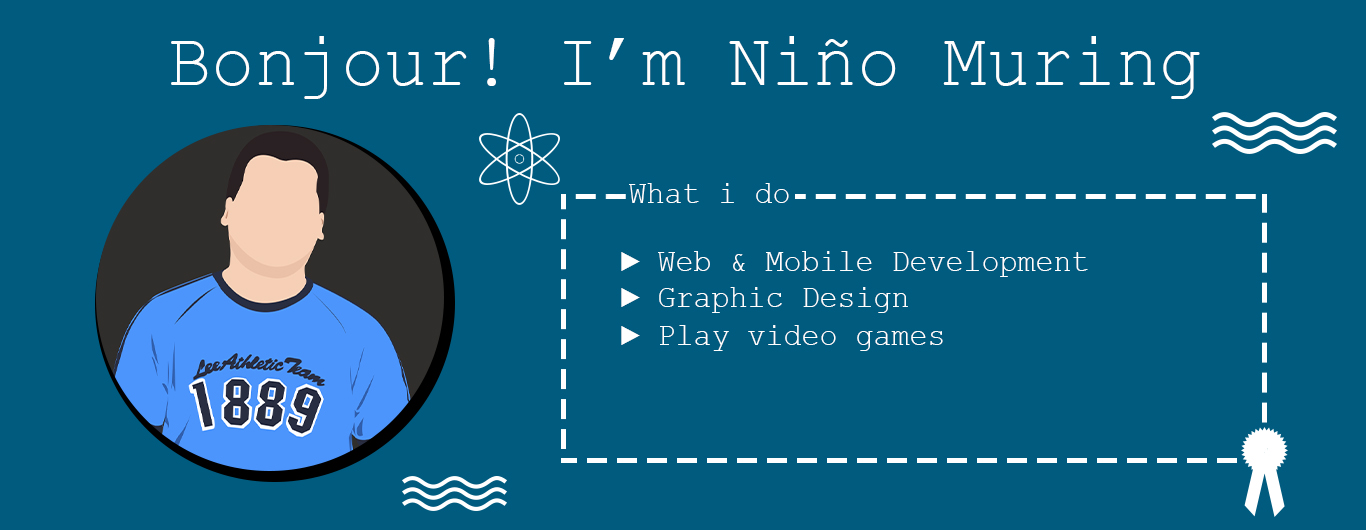 Bonjour! I’m Niño Muring
What i do
► Web & Mobile Development
► Graphic Design
► Play video games
Lee Athletic Team
1889